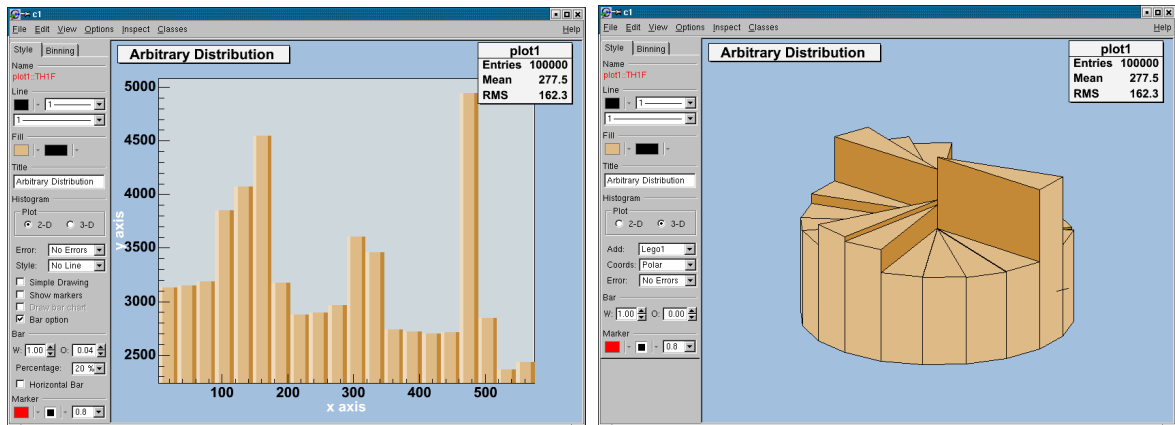 c1
File Edit View Options Inspect Classes Help
Style Binning
Name
plot1::TH1F
Line
1
1
Fill
Title
Arbitrary Distribution
Histogram
Plot
2-D 3-D
Error: No Errors
Style: No Line
Simple Drawing
Show markers
Draw bar chart
Bar option
Bar
W: 1.00 O: 0.04
Percentage: 20 %
Horizontal Bar
Marker
0.8
Arbitrary Distribution
plot1
Entries 100000
Mean 277.5
RMS 162.3
5000
4500
4000
3500
3000
2500
y axis
100 200 300 400 500
x axis
c1
File Edit View Options Inspect Classes Help
Style Binning
Name
plot1::TH1F
Line
1
1
Fill
Title
Arbitrary Distribution
Histogram
Plot
2-D 3-D
Add: Lego1
Coords: Polar
Error: No Errors
Bar
W: 1.00 O: 0.00
Marker
0.8
Arbitrary Distribution
plot1
Entries 100000
Mean 277.5
RMS 162.3